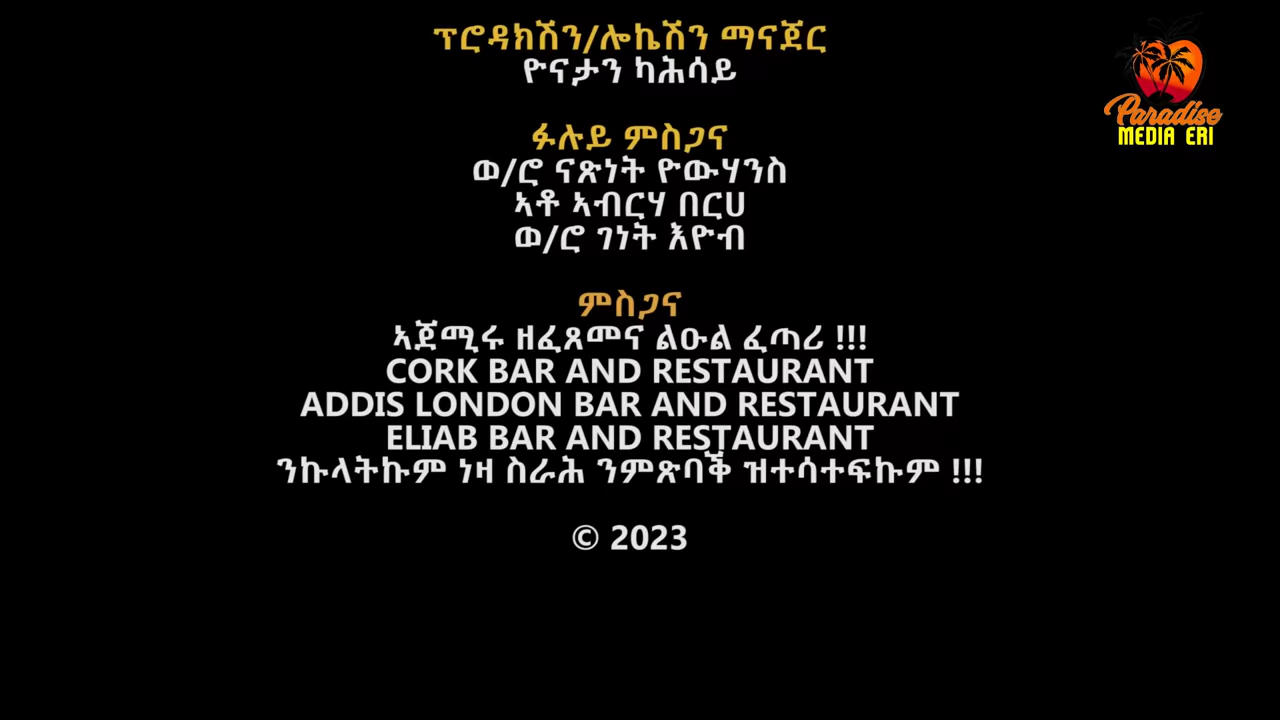 ፕሮዳክሽን/ሎኬሽን ማናጀር
ዮናታን ካሕሳይ
ፉሉይ ምስጋና
ወ/ሮ ናጽነት ዮውሃንስ
ኣቶ ኣብርሃ በርሀ
ወ/ሮ ገነት እዮብ
ምስጋና
ኣጀሚሩ ዘፈጸመና ልዑል ፈጣሪ !!!
CORK BAR AND RESTAURANT
ADDIS LONDON BAR AND RESTAURANT
ELIAB BAR AND RESTAURANT
ንኩላትኩም ነዛ ስራሕ ንምጽባቕ ዝተሳተፍኩም !!!
© 2023
Paradise
MEDIA ERI